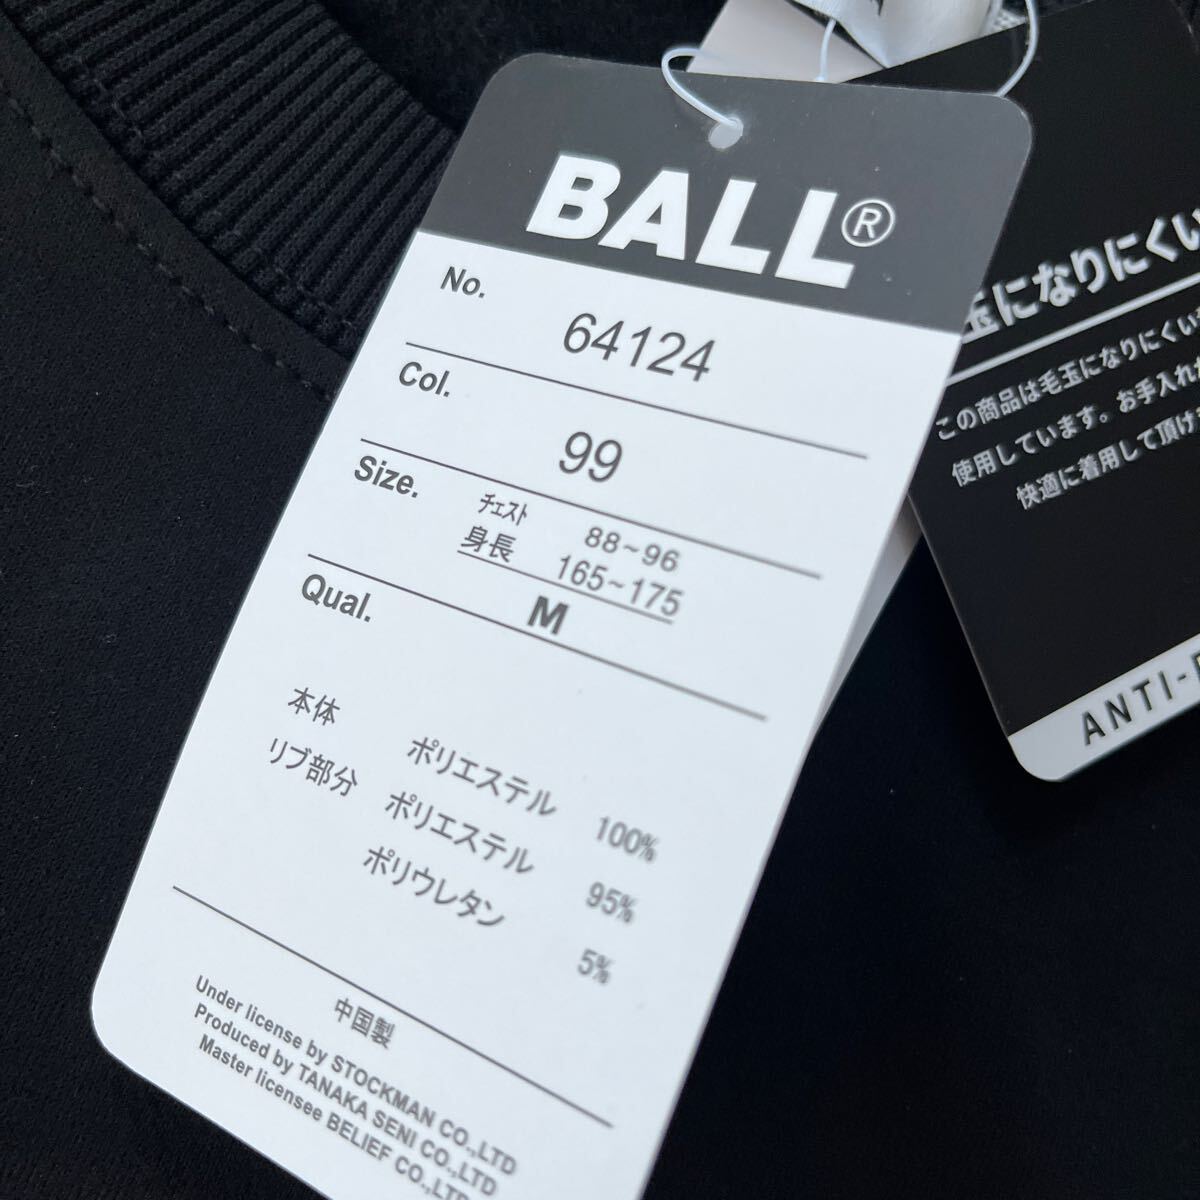 BALL®
No.
64124
Col.
99
Size.
チェスト 88~96
身長 165~175
M
Qual.
本体 ポリエステル 100%
リブ部分 ポリエステル 95%
ポリウレタン 5%
中国製
Under license by STOCKMAN CO.,LTD
Produced by TANAKA SENI CO.,LTD
Master licensee BELIEF CO.,LTD
毛玉になりにくい
この商品は毛玉になりにくい
使用しています。お手入れ
快適に着用して頂け
ANTI-